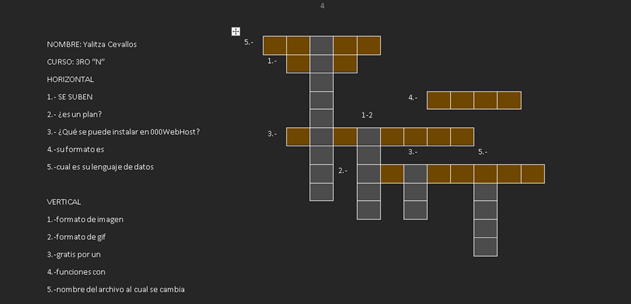 4
NOMBRE: Yalitza Cevallos
CURSO: 3RO "N"
HORIZONTAL
1.- SE SUBEN
2.- ¿es un plan?
3.- ¿Qué se puede instalar en 000WebHost?
4.-su formato es
5.-cual es su lenguaje de datos
VERTICAL
1.-formato de imagen
2.-formato de gif
3.-gratis por un
4.-funciones con
5.-nombre del archivo al cual se cambia
5.-
1.-
4.-
1-2
3.-
3.-
5.-
2.-